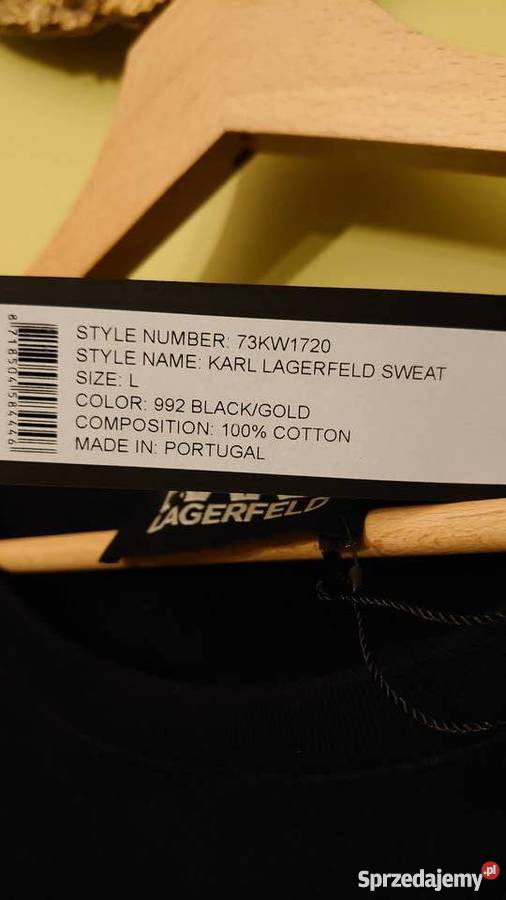 STYLE NUMBER: 73KW1720
STYLE NAME: KARL LAGERFELD SWEAT
SIZE: L
COLOR: 992 BLACK/GOLD
COMPOSITION: 100% COTTON
MADE IN: PORTUGAL
8718504584446
LAGERFELD
Sprzedajemy.pl